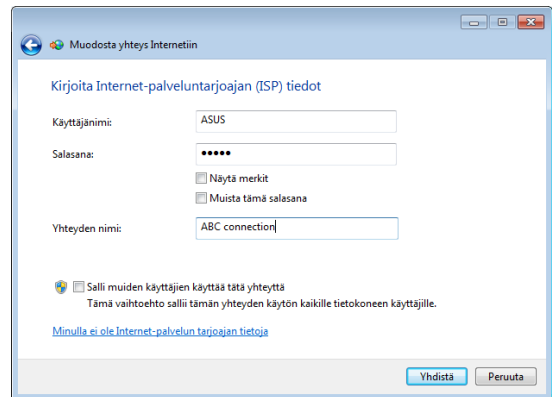 Muodosta yhteys Internetiin
Kirjoita Internet-palveluntarjoajan (ISP) tiedot
Käyttäjänimi: ASUS
Salasana: •••••
Näytä merkit
Muista tämä salasana
Yhteyden nimi: ABC connection
Salli muiden käyttäjien käyttää tätä yhteyttä
Tämä vaihtoehto sallii tämän yhteyden käytön kaikille tietokoneen käyttäjille.
Minulla ei ole Internet-palvelun tarjoajan tietoja
Yhdistä Peruuta